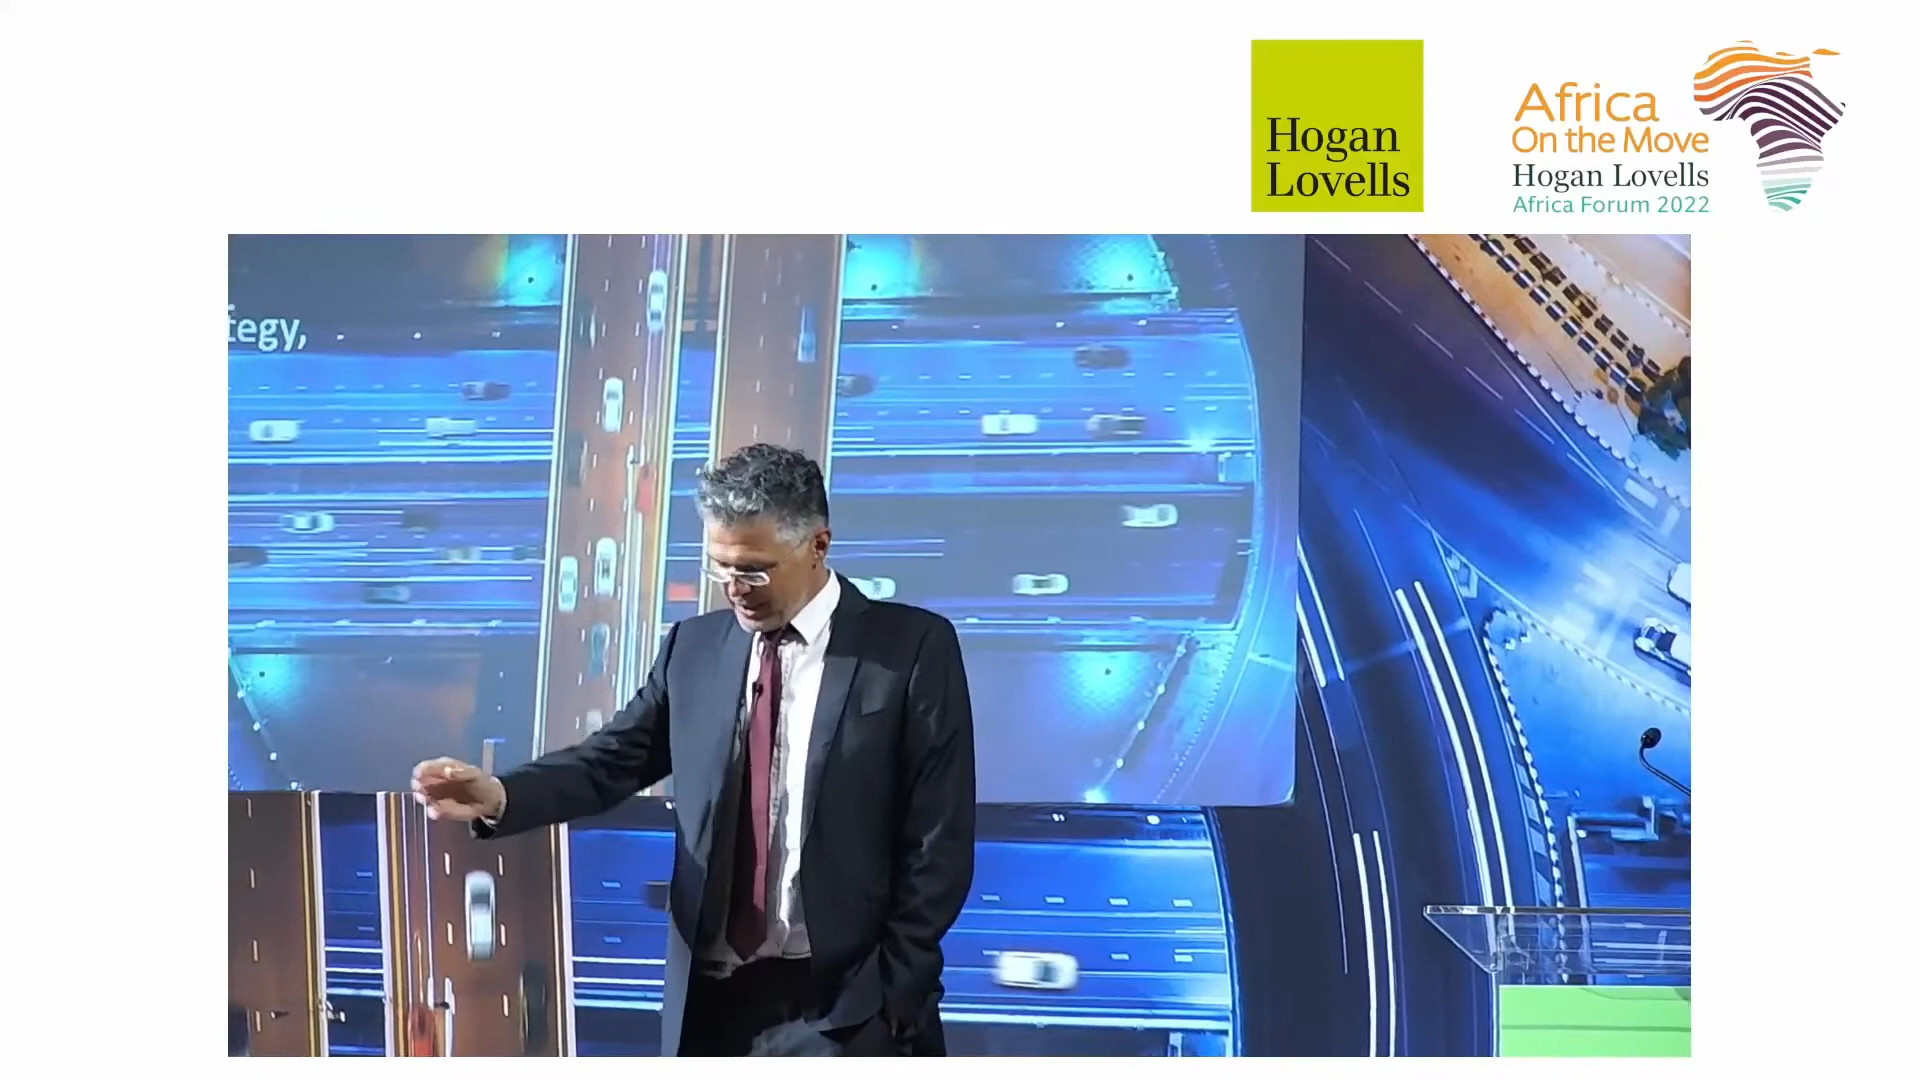 Hogan
Lovells
Africa
On the Move
Hogan Lovells
Africa Forum 2022
tegy,